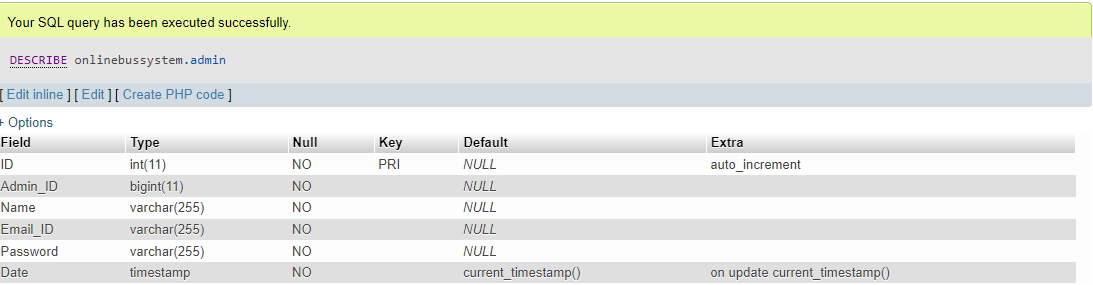 Your SQL query has been executed successfully.
DESCRIBE onlinebussystem.admin
[ Edit inline ] [ Edit ] [ Create PHP code ]
+ Options
Field Type Null Key Default Extra
ID int(11) NO PRI NULL auto_increment
Admin_ID bigint(11) NO NULL
Name varchar(255) NO NULL
Email_ID varchar(255) NO NULL
Password varchar(255) NO NULL
Date timestamp NO current_timestamp() on update current_timestamp()